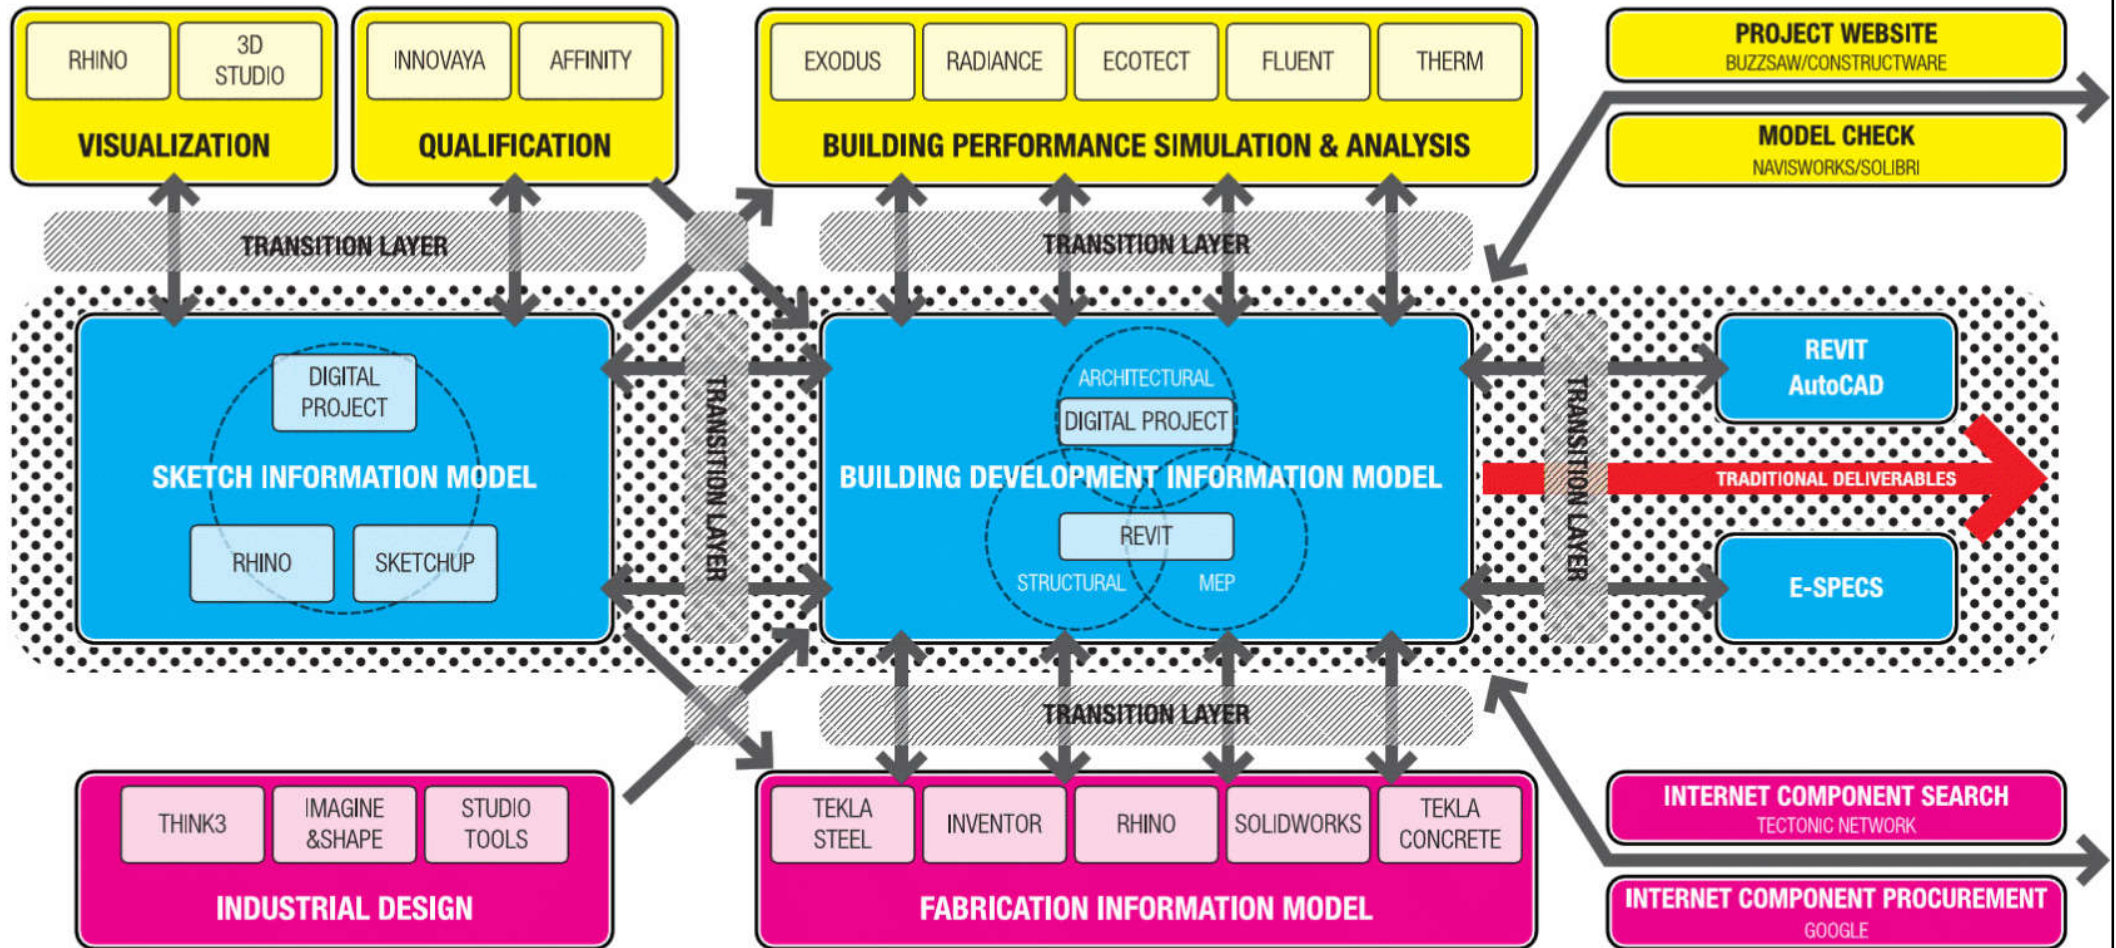 RHINO
3D
STUDIO
VISUALIZATION
INNOVAYA
AFFINITY
QUALIFICATION
EXODUS
RADIANCE
ECOTECT
FLUENT
THERM
BUILDING PERFORMANCE SIMULATION & ANALYSIS
PROJECT WEBSITE
BUZZSAW/CONSTRUCTWARE
MODEL CHECK
NAVISWORKS/SOLIBRI
TRANSITION LAYER
TRANSITION LAYER
DIGITAL
PROJECT
SKETCH INFORMATION MODEL
RHINO
SKETCHUP
TRANSITION LAYER
ARCHITECTURAL
DIGITAL PROJECT
BUILDING DEVELOPMENT INFORMATION MODEL
REVIT
STRUCTURAL
MEP
TRANSITION LAYER
REVIT
AutoCAD
TRADITIONAL DELIVERABLES
E-SPECS
TRANSITION LAYER
THINK3
IMAGINE
&SHAPE
STUDIO
TOOLS
INDUSTRIAL DESIGN
TEKLA
STEEL
INVENTOR
RHINO
SOLIDWORKS
TEKLA
CONCRETE
FABRICATION INFORMATION MODEL
INTERNET COMPONENT SEARCH
TECTONIC NETWORK
INTERNET COMPONENT PROCUREMENT
GOOGLE